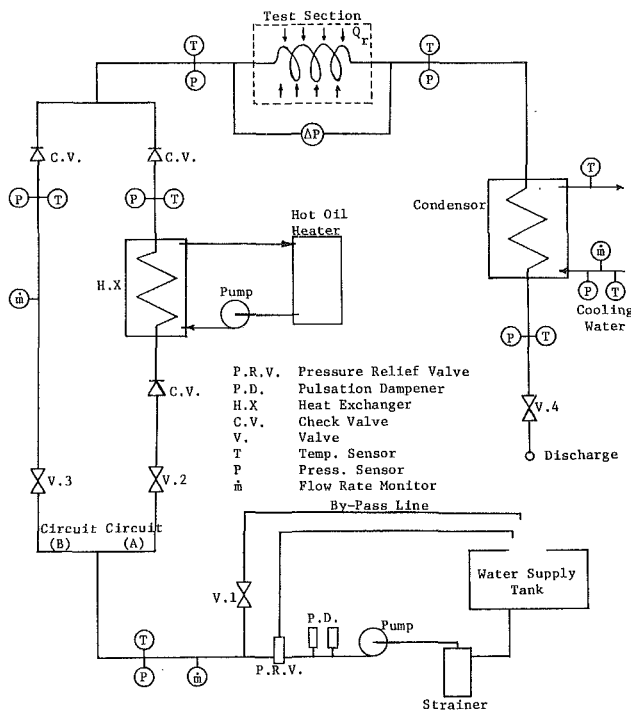 Test Section
Q_r
T
P
T
P
ΔP
C.V.
C.V.
P
T
P
T
T
Condensor
Hot Oil
Heater
H.X
ṁ
Pump
ṁ
P
T
Cooling
Water
P
T
C.V.
V.4
Discharge
P.R.V. Pressure Relief Valve
P.D. Pulsation Dampener
H.X Heat Exchanger
C.V. Check Valve
V. Valve
T Temp. Sensor
P Press. Sensor
ṁ Flow Rate Monitor
V.3
V.2
By-Pass Line
Circuit
(B)
Circuit
(A)
Water Supply
Tank
V.1
P.D.
Pump
T
P
ṁ
P.R.V.
Strainer